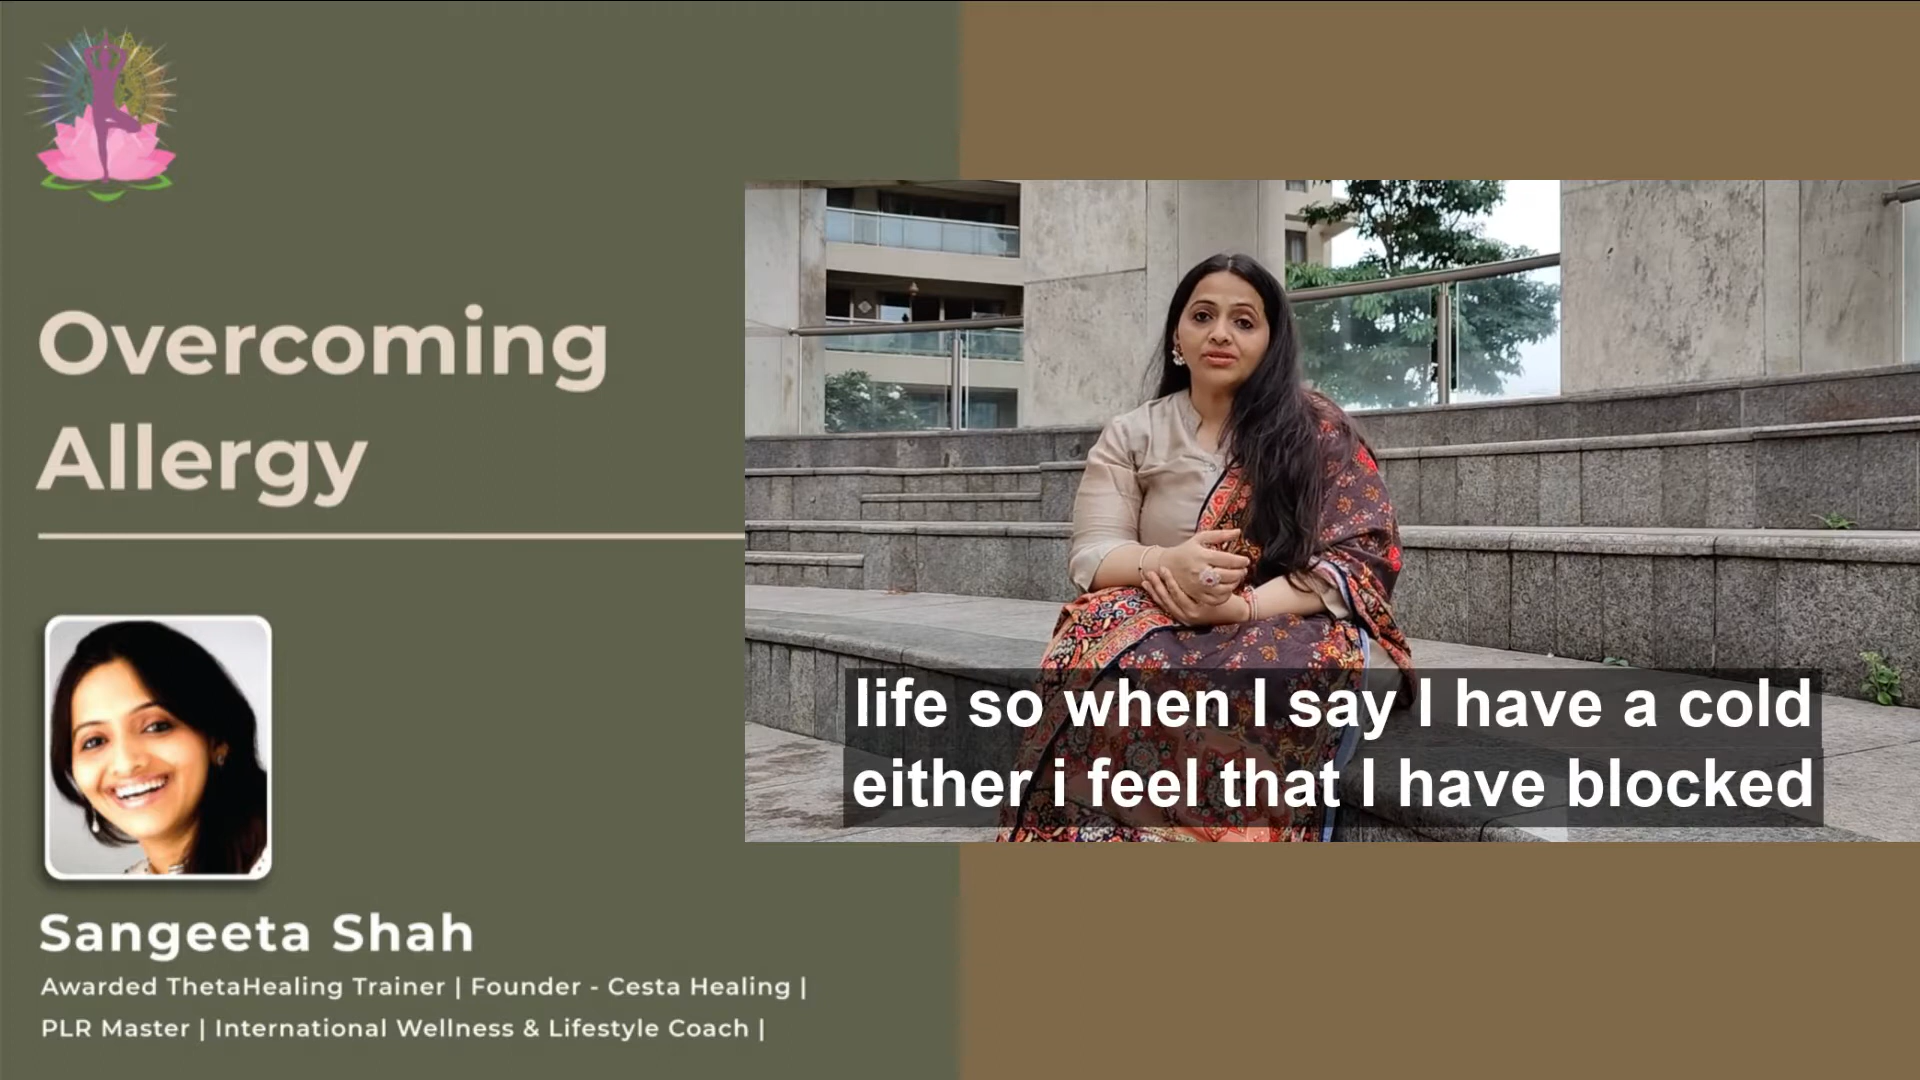 Overcoming
Allergy
life so when I say I have a cold
either i feel that I have blocked
Sangeeta Shah
Awarded ThetaHealing Trainer | Founder - Cesta Healing |
PLR Master | International Wellness & Lifestyle Coach |